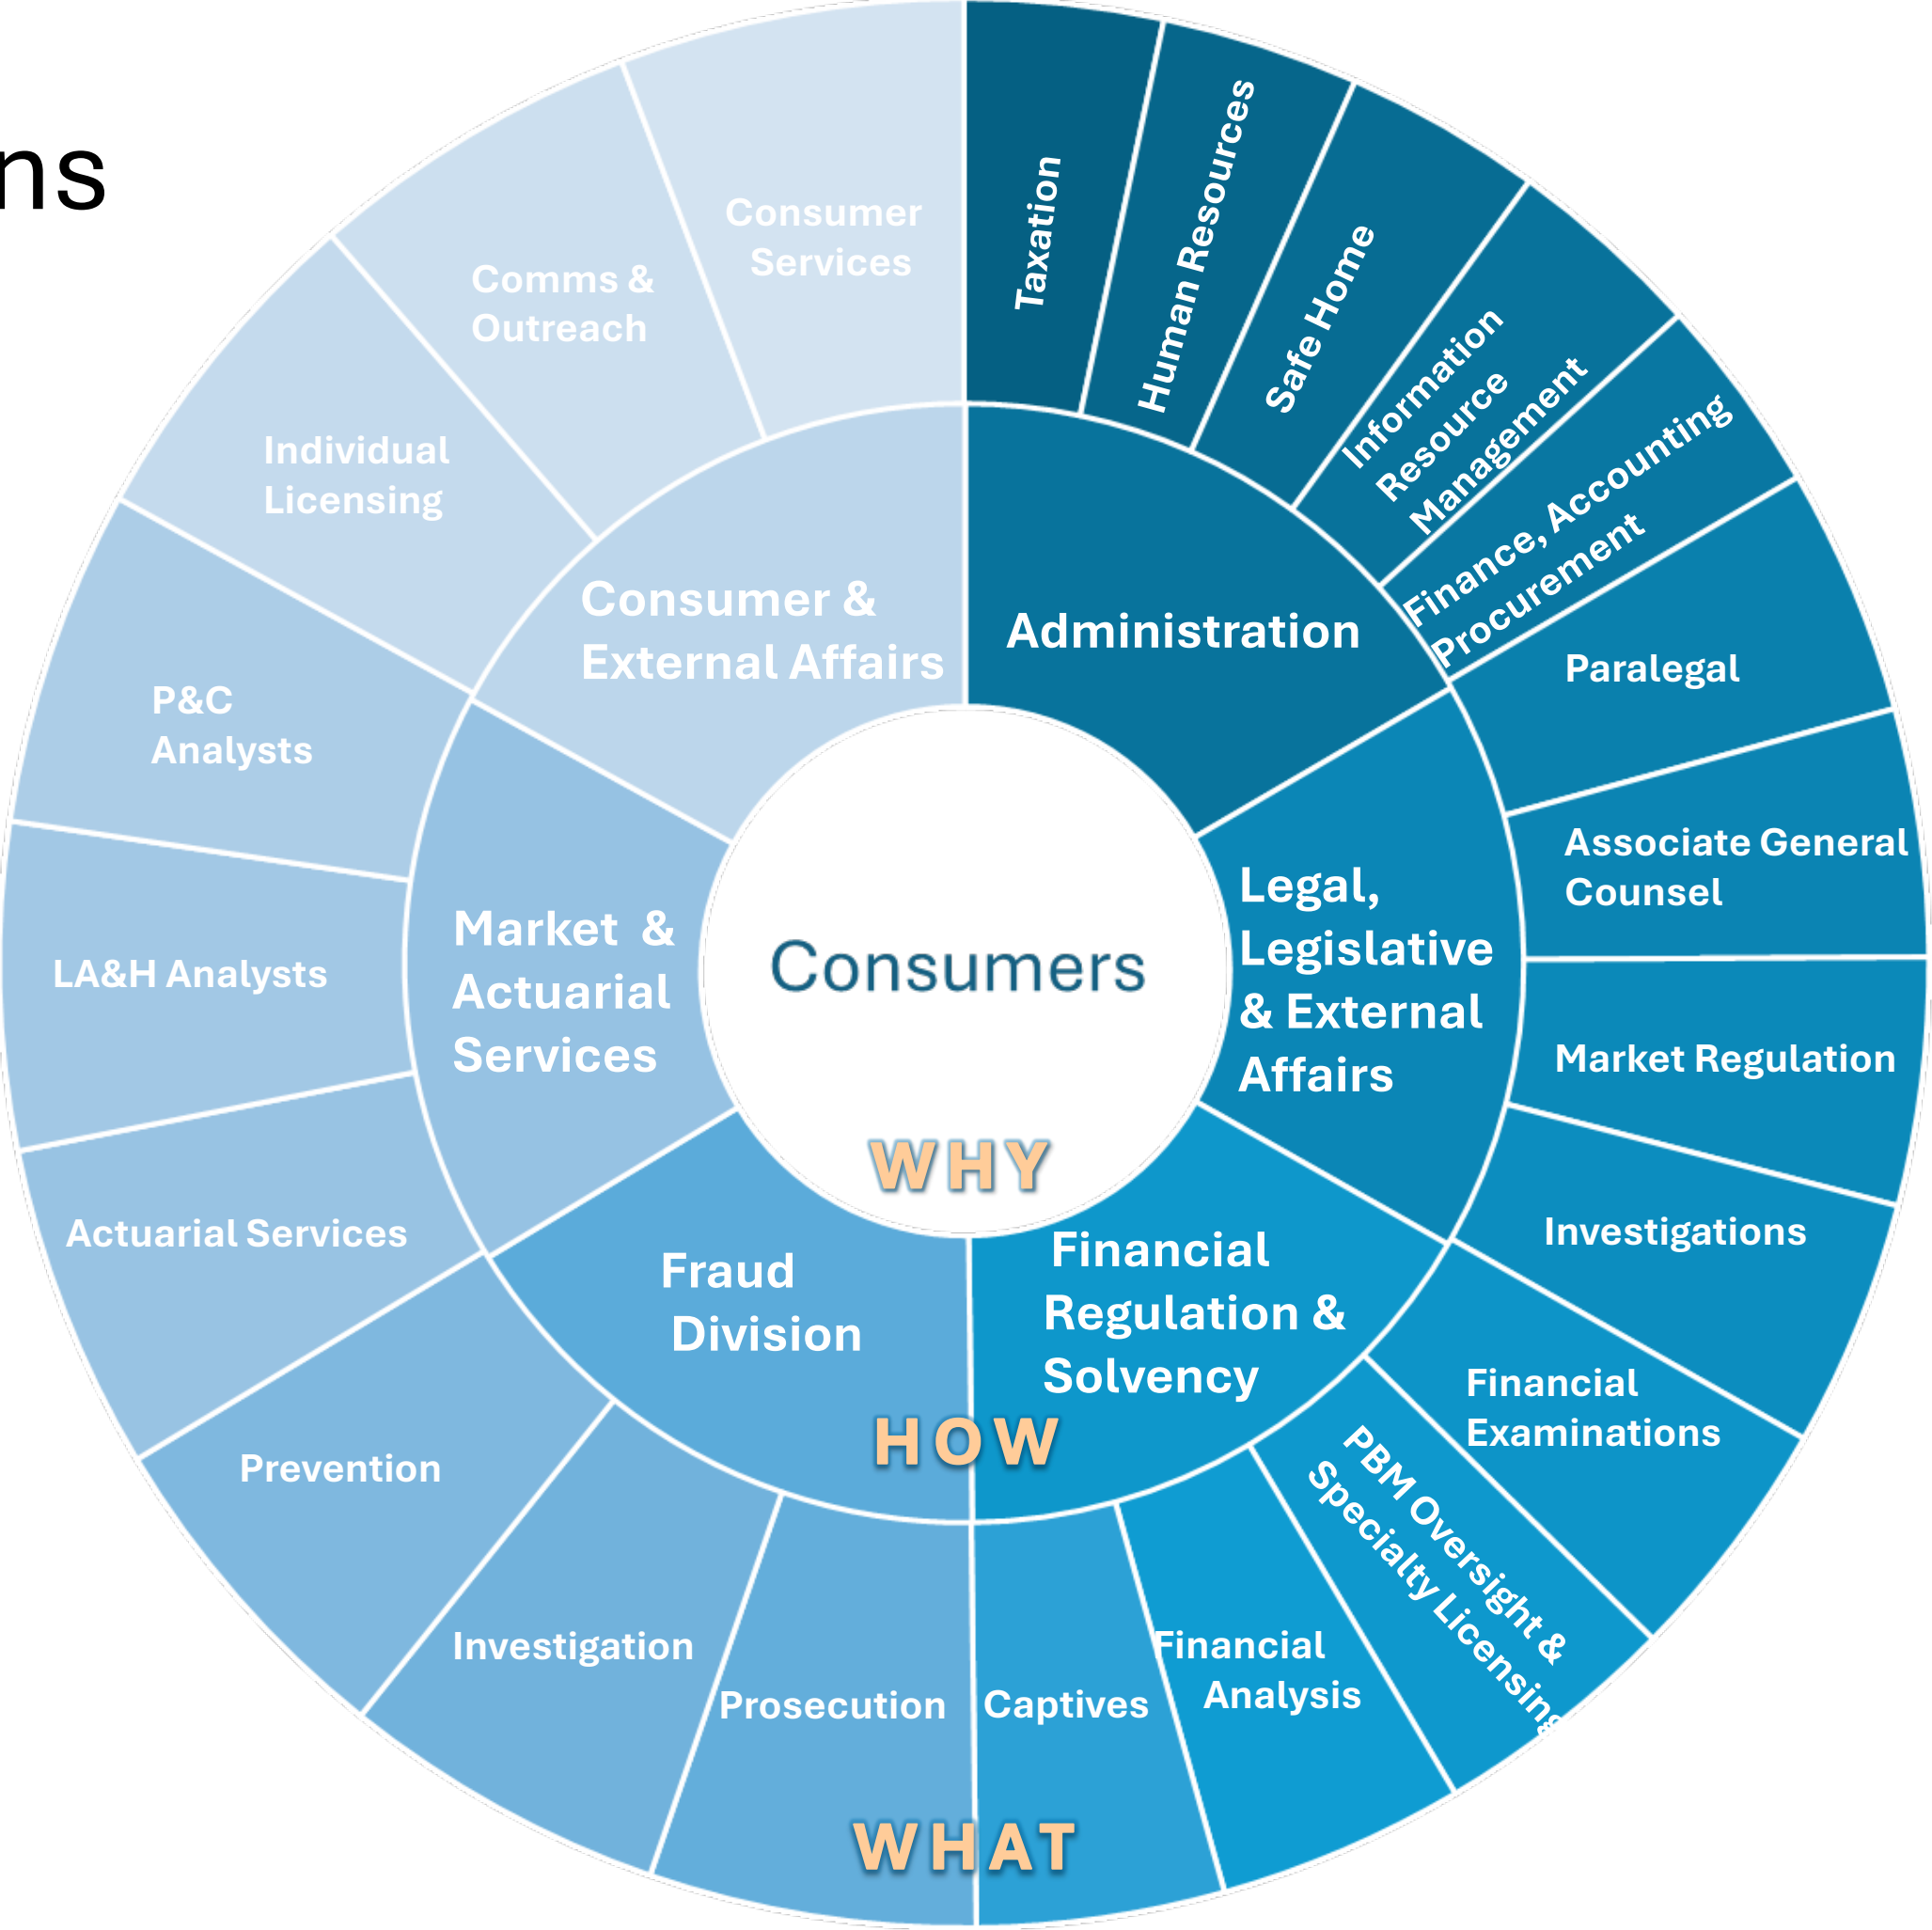 ns
Taxation
Human Resources
Safe Home
Information
Resource
Management
Finance, Accounting
Procurement
Paralegal
Associate General
Counsel
Market Regulation
Investigations
Financial
Examinations
PBM Oversight &
Specialty Licensing
Financial
Analysis
Captives
Prosecution
Investigation
Prevention
Actuarial Services
LA&H Analysts
P&C
Analysts
Individual
Licensing
Comms &
Outreach
Consumer
Services
Administration
Legal,
Legislative
& External
Affairs
Financial
Regulation &
Solvency
Fraud
Division
Market &
Actuarial
Services
Consumer &
External Affairs
Consumers
WHY
HOW
WHAT